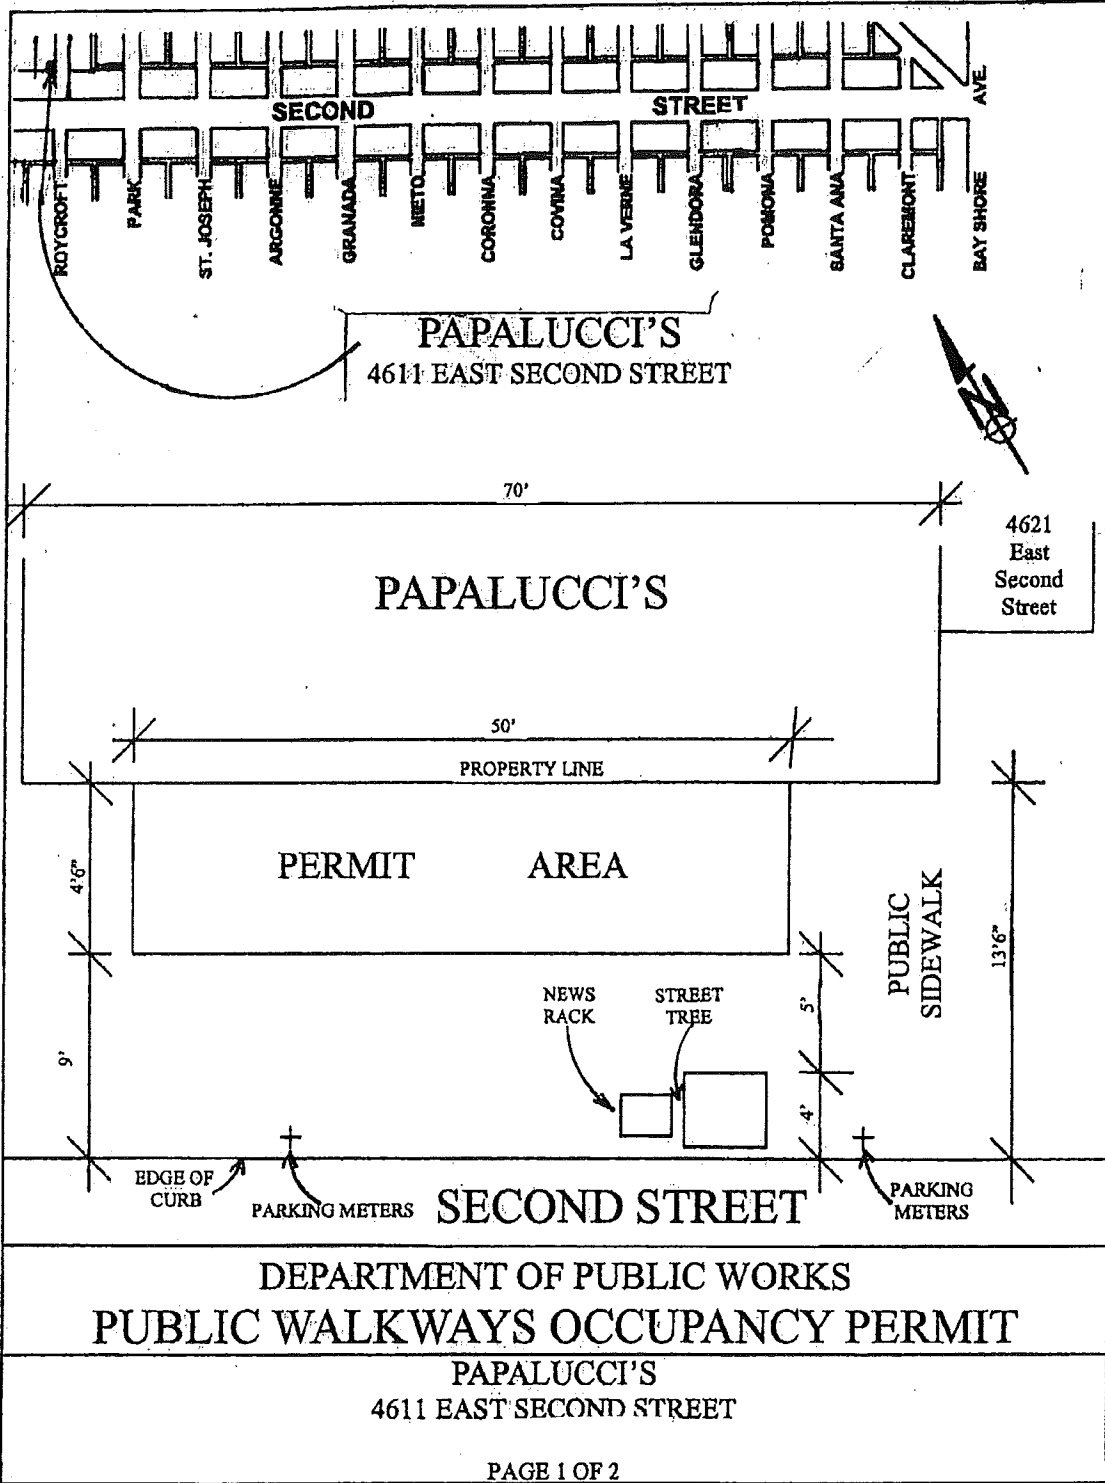 SECOND STREET
AVE.
ROYCROFT
PARK
ST. JOSEPH
ARGONNE
GRANADA
NIETO
CORONNA
COVINA
LA VERNE
GLENDORA
POMONA
SANTA ANA
CLAREMONT
BAY SHORE
PAPALUCCI'S
4611 EAST SECOND STREET
N
70'
4621
East
Second
Street
PAPALUCCI'S
50'
PROPERTY LINE
4'6"
PERMIT AREA
PUBLIC
SIDEWALK
13'6"
NEWS
RACK
STREET
TREE
5'
9'
4'
EDGE OF
CURB
PARKING METERS
SECOND STREET
PARKING
METERS
DEPARTMENT OF PUBLIC WORKS
PUBLIC WALKWAYS OCCUPANCY PERMIT
PAPALUCCI'S
4611 EAST SECOND STREET
PAGE 1 OF 2